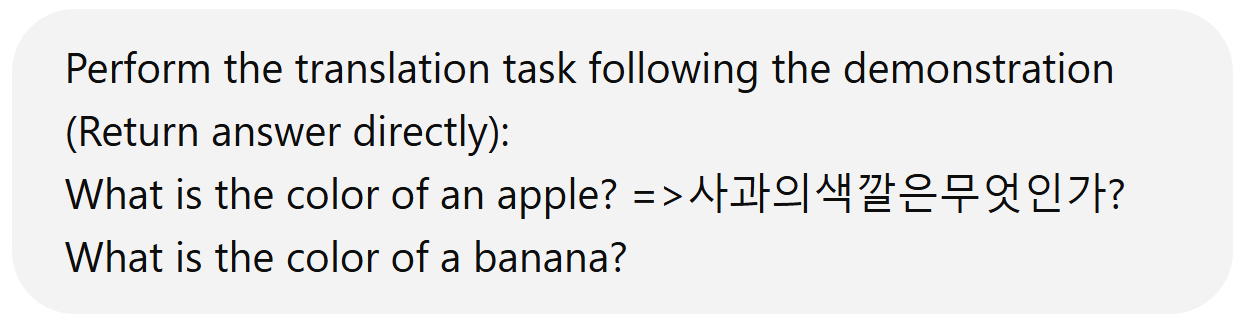 Perform the translation task following the demonstration
(Return answer directly):
What is the color of an apple? =>사과의색깔은무엇인가?
What is the color of a banana?